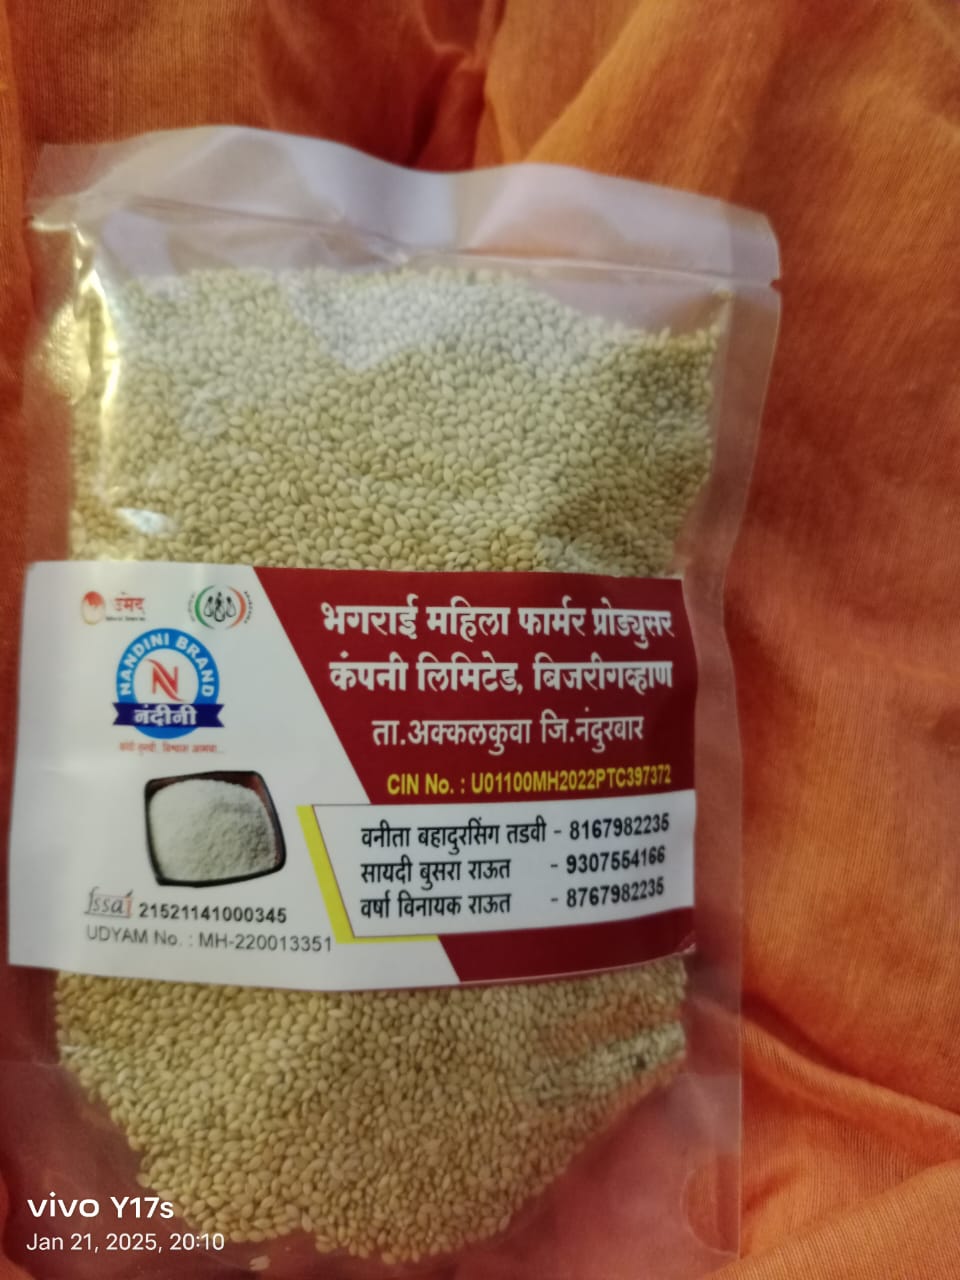 उमेद
NANDINI BRAND
N
नंदीनी
भगराई महिला फार्मर प्रोड्युसर
कंपनी लिमिटेड, बिजरीगव्हाण
ता.अक्कलकुवा जि.नंदुरबार
CIN No. : U01100MH2022PTC397372
वनीता बहादुरसिंग तडवी - 8167982235
सायदी बुसरा राऊत - 9307554166
वर्षा विनायक राऊत - 8767982235
fssai 21521141000345
UDYAM No. : MH-220013351
vivo Y17s
Jan 21, 2025, 20:10